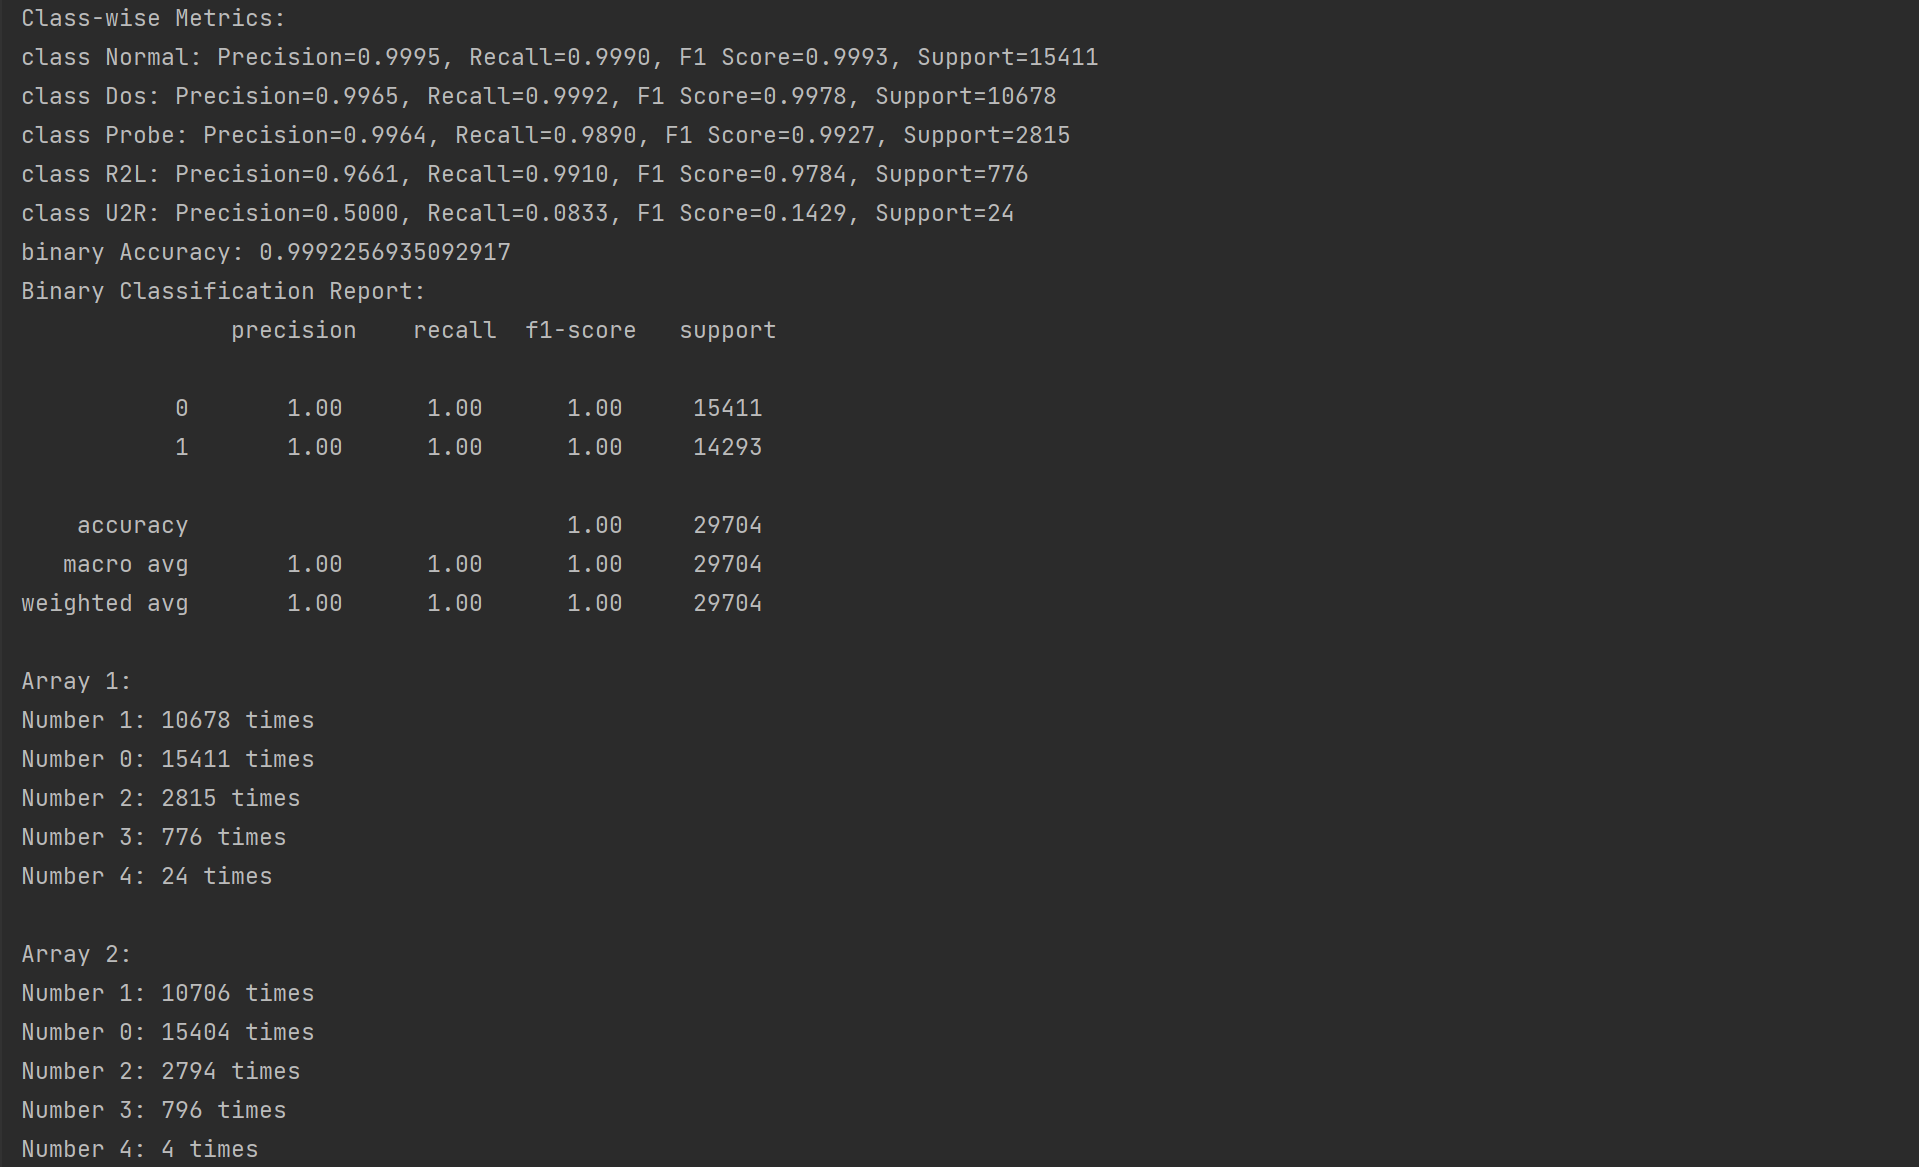 Class-wise Metrics:
class Normal: Precision=0.9995, Recall=0.9990, F1 Score=0.9993, Support=15411
class Dos: Precision=0.9965, Recall=0.9992, F1 Score=0.9978, Support=10678
class Probe: Precision=0.9964, Recall=0.9890, F1 Score=0.9927, Support=2815
class R2L: Precision=0.9661, Recall=0.9910, F1 Score=0.9784, Support=776
class U2R: Precision=0.5000, Recall=0.0833, F1 Score=0.1429, Support=24
binary Accuracy: 0.9992256935092917
Binary Classification Report:
precision recall f1-score support
0 1.00 1.00 1.00 15411
1 1.00 1.00 1.00 14293
accuracy 1.00 29704
macro avg 1.00 1.00 1.00 29704
weighted avg 1.00 1.00 1.00 29704
Array 1:
Number 1: 10678 times
Number 0: 15411 times
Number 2: 2815 times
Number 3: 776 times
Number 4: 24 times
Array 2:
Number 1: 10706 times
Number 0: 15404 times
Number 2: 2794 times
Number 3: 796 times
Number 4: 4 times